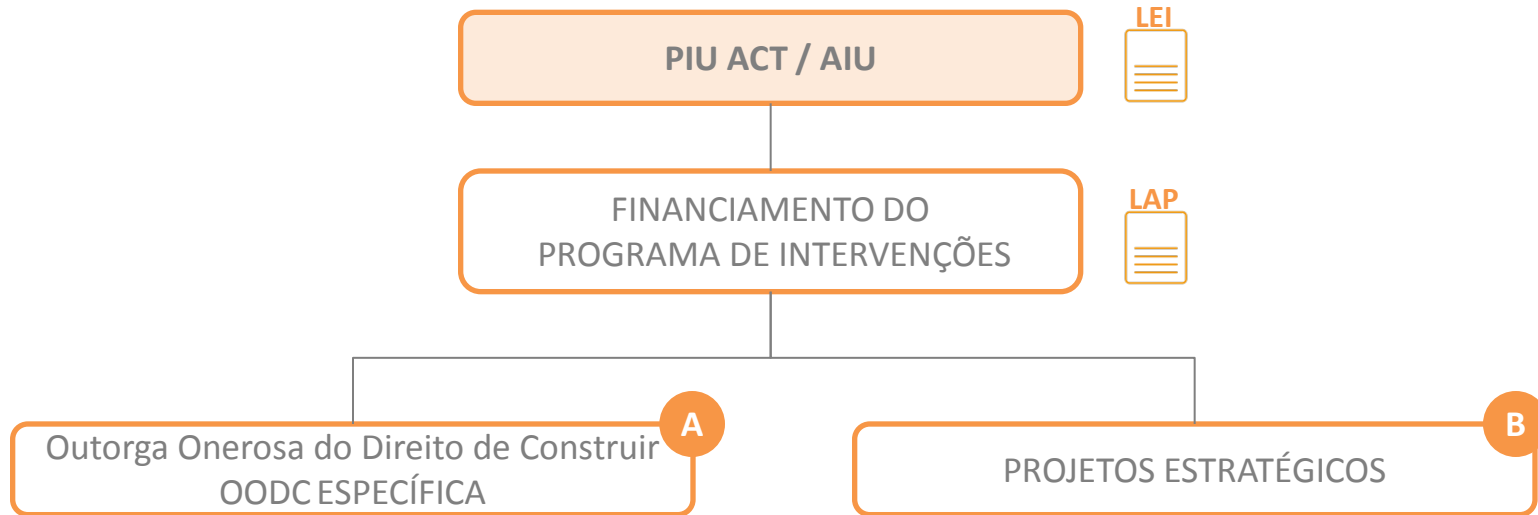 LEI
PIU ACT / AIU
FINANCIAMENTO DO
PROGRAMA DE INTERVENÇÕES
LAP
A
Outorga Onerosa do Direito de Construir
OODC ESPECÍFICA
B
PROJETOS ESTRATÉGICOS